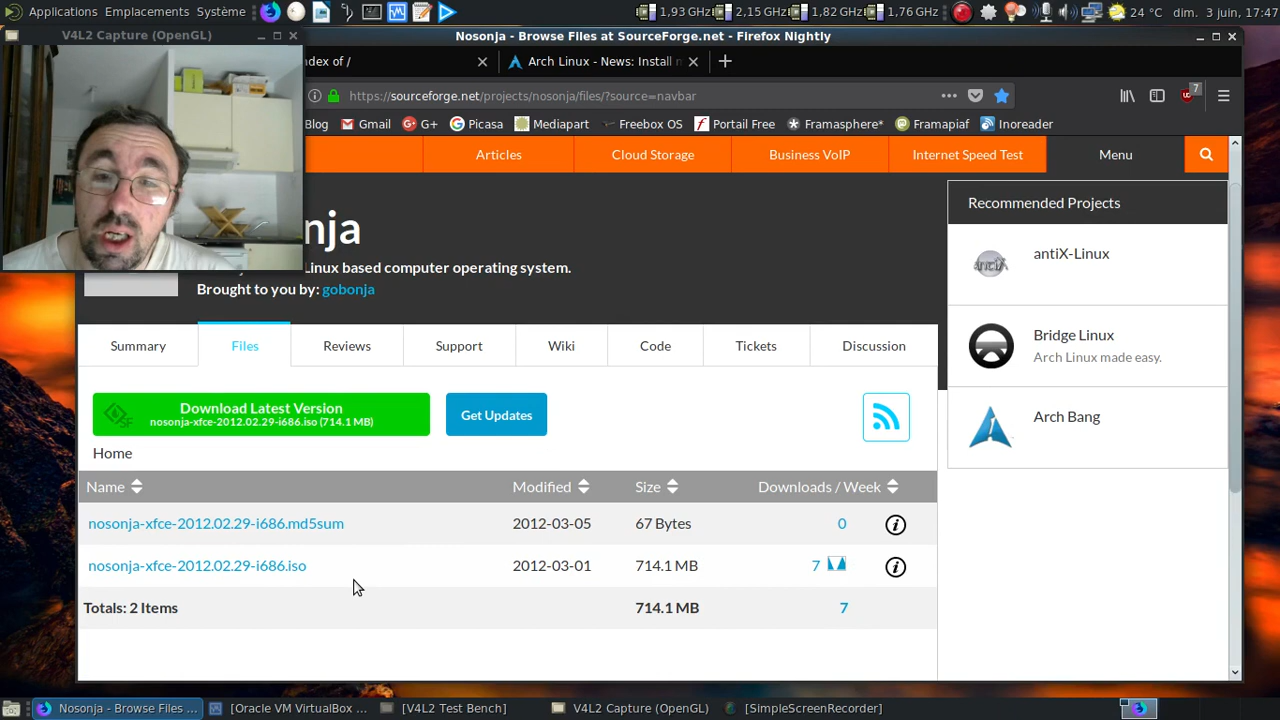 Applications Emplacements Système 1,93 GHz 2,15 GHz 1,82 GHz 1,76 GHz 24 °C dim. 3 juin, 17:47
V4L2 Capture (OpenGL)
Nosonja - Browse Files at SourceForge.net - Firefox Nightly
ndex of /
Arch Linux - News: Install
https://sourceforge.net/projects/nosonja/files/?source=navbar
7
Blog Gmail G+ Picasa Mediapart Freebox OS Portail Free Framasphère* Framapiaf Inoreader
Articles Cloud Storage Business VoIP Internet Speed Test Menu
Recommended Projects
nja
Linux based computer operating system.
Brought to you by: gobonja
antiX-Linux
Bridge Linux
Arch Linux made easy.
Arch Bang
Summary Files Reviews Support Wiki Code Tickets Discussion
Download Latest Version
nosonja-xfce-2012.02.29-i686.iso (714.1 MB)
Get Updates
Home
Name Modified Size Downloads / Week
nosonja-xfce-2012.02.29-i686.md5sum 2012-03-05 67 Bytes 0
nosonja-xfce-2012.02.29-i686.iso 2012-03-01 714.1 MB 7
Totals: 2 Items 714.1 MB 7
Nosonja - Browse Files ... [Oracle VM VirtualBox ... [V4L2 Test Bench] V4L2 Capture (OpenGL) [SimpleScreenRecorder]